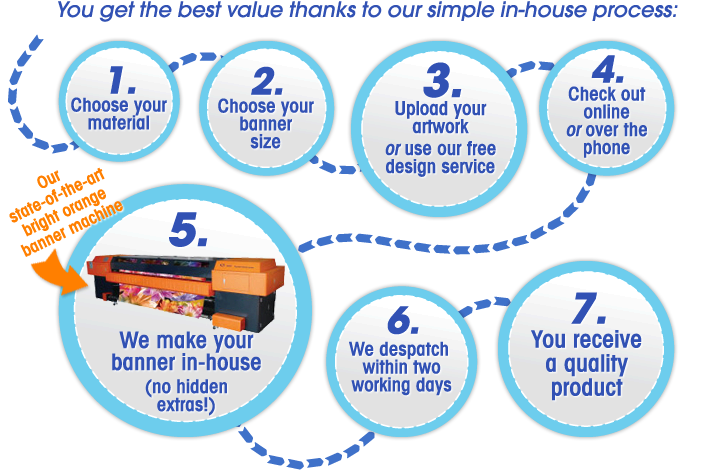 You get the best value thanks to our simple in-house process:
1.
Choose your
material
2.
Choose your
banner
size
3.
Upload your
artwork
or use our free
design service
4.
Check out
online
or over the
phone
Our
state-of-the-art
bright orange
banner machine
5.
We make your
banner in-house
(no hidden
extras!)
6.
We despatch
within two
working days
7.
You receive
a quality
product